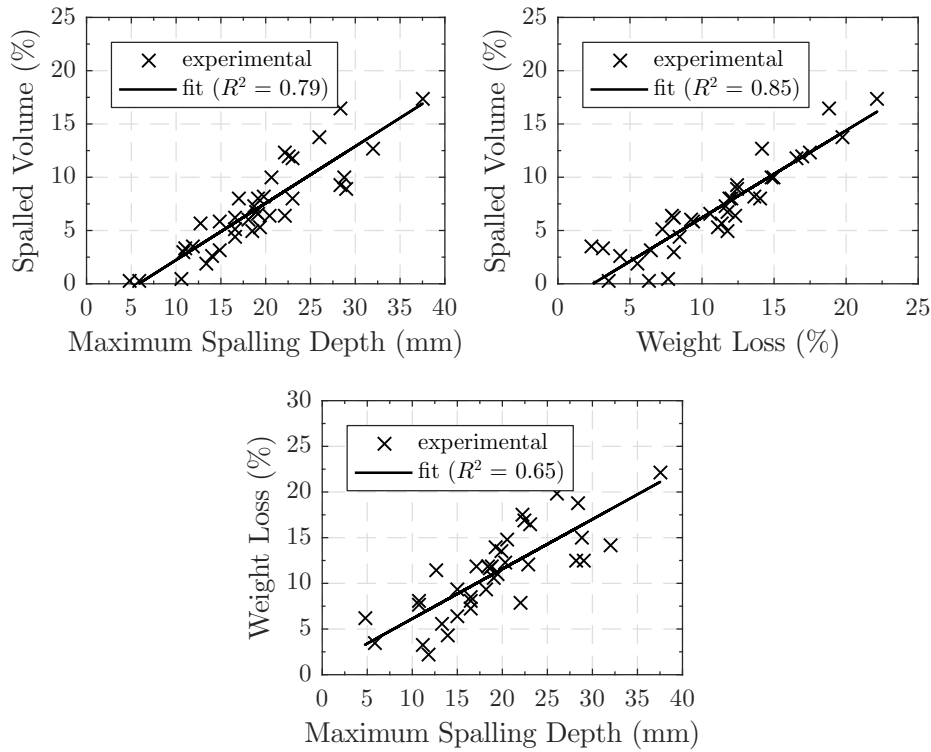 25
20
15
10
5
0
Spalled Volume (%)
experimental
fit (R² = 0.79)
0 5 10 15 20 25 30 35 40
Maximum Spalling Depth (mm)
25
20
15
10
5
0
Spalled Volume (%)
experimental
fit (R² = 0.85)
0 5 10 15 20 25
Weight Loss (%)
30
25
20
15
10
5
0
Weight Loss (%)
experimental
fit (R² = 0.65)
0 5 10 15 20 25 30 35 40
Maximum Spalling Depth (mm)